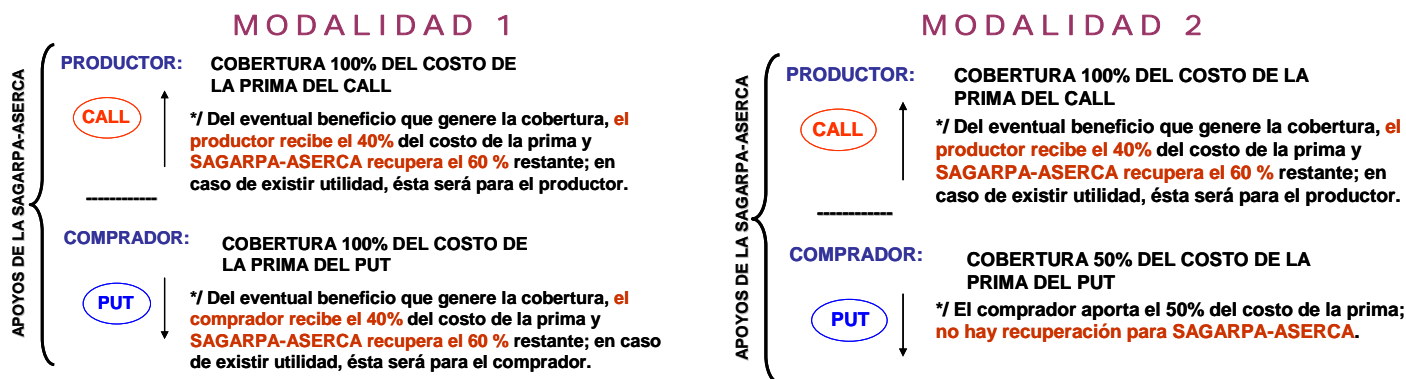 MODALIDAD 1
APOYOS DE LA SAGARPA-ASERCA
PRODUCTOR:
COBERTURA 100% DEL COSTO DE
LA PRIMA DEL CALL
CALL
*/ Del eventual beneficio que genere la cobertura, el
productor recibe el 40% del costo de la prima y
SAGARPA-ASERCA recupera el 60 % restante; en
caso de existir utilidad, ésta será para el productor.
------------
COMPRADOR:
COBERTURA 100% DEL COSTO DE
LA PRIMA DEL PUT
PUT
*/ Del eventual beneficio que genere la cobertura, el
comprador recibe el 40% del costo de la prima y
SAGARPA-ASERCA recupera el 60 % restante; en caso
de existir utilidad, ésta será para el comprador.
MODALIDAD 2
APOYOS DE LA SAGARPA-ASERCA
PRODUCTOR:
COBERTURA 100% DEL COSTO DE LA
PRIMA DEL CALL
CALL
*/ Del eventual beneficio que genere la cobertura, el
productor recibe el 40% del costo de la prima y
SAGARPA-ASERCA recupera el 60 % restante; en
caso de existir utilidad, ésta será para el productor.
------------
COMPRADOR:
COBERTURA 50% DEL COSTO DE LA
PRIMA DEL PUT
PUT
*/ El comprador aporta el 50% del costo de la prima;
no hay recuperación para SAGARPA-ASERCA.